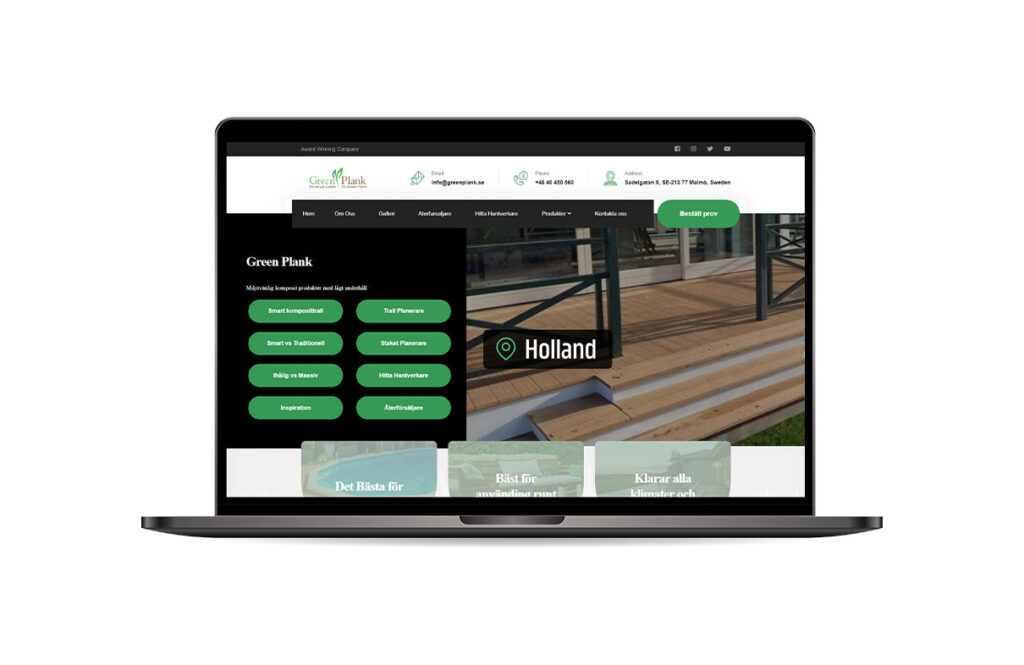 Award Winning Company
Green Plank
Email
info@greenplank.se
Phone
+46 40 450 560
Address
Sadelgatan 9, SE-213 77 Malmö, Sweden
Hem
Om Oss
Galleri
Återförsäljare
Hitta Hantverkare
Produkter
Kontakta oss
Beställ prov
Green Plank
Miljövänlig komposit produkter med lågt underhåll
Smart komposittrall
Trall Planerare
Smart vs Traditionell
Staket Planerare
Ihålig vs Massiv
Hitta Hantverkare
Inspiration
Återförsäljare
Holland
Det Bästa för
Bäst för
använding runt
Klarar alla
klimater och